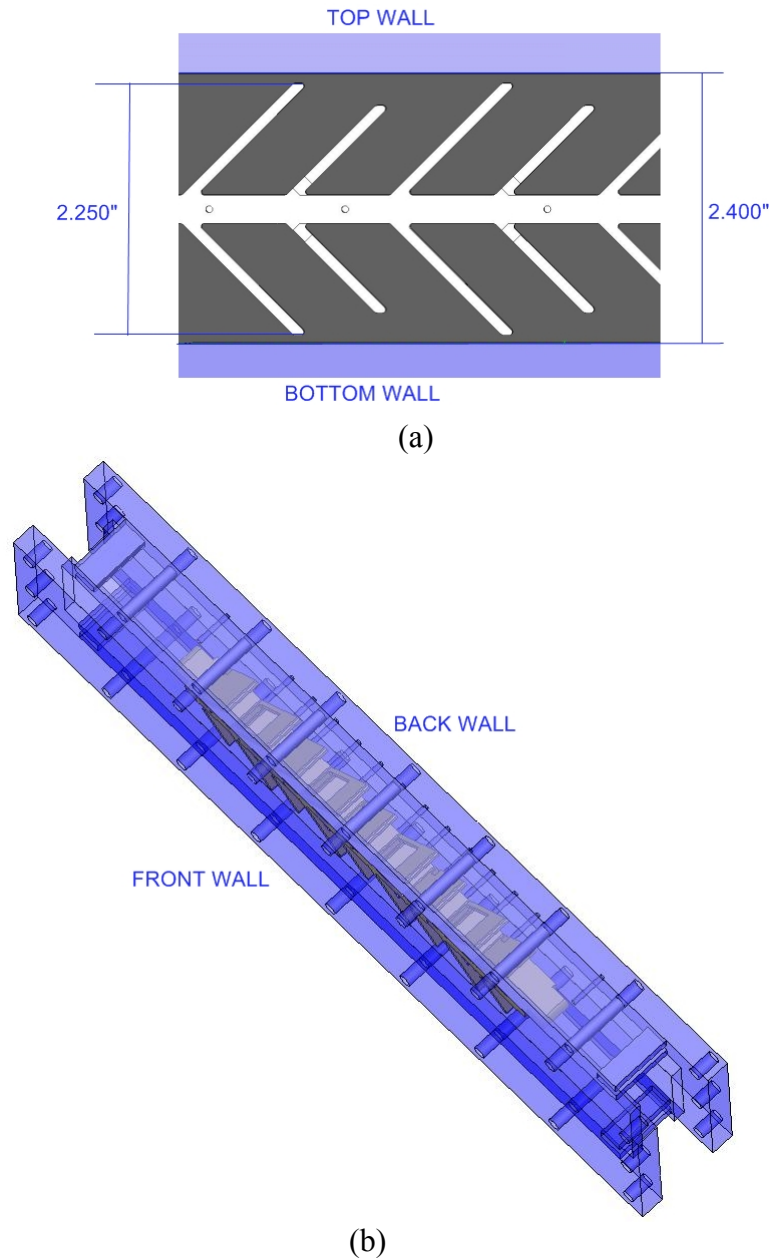 TOP WALL
2.250"
2.400"
BOTTOM WALL
(a)
BACK WALL
FRONT WALL
(b)